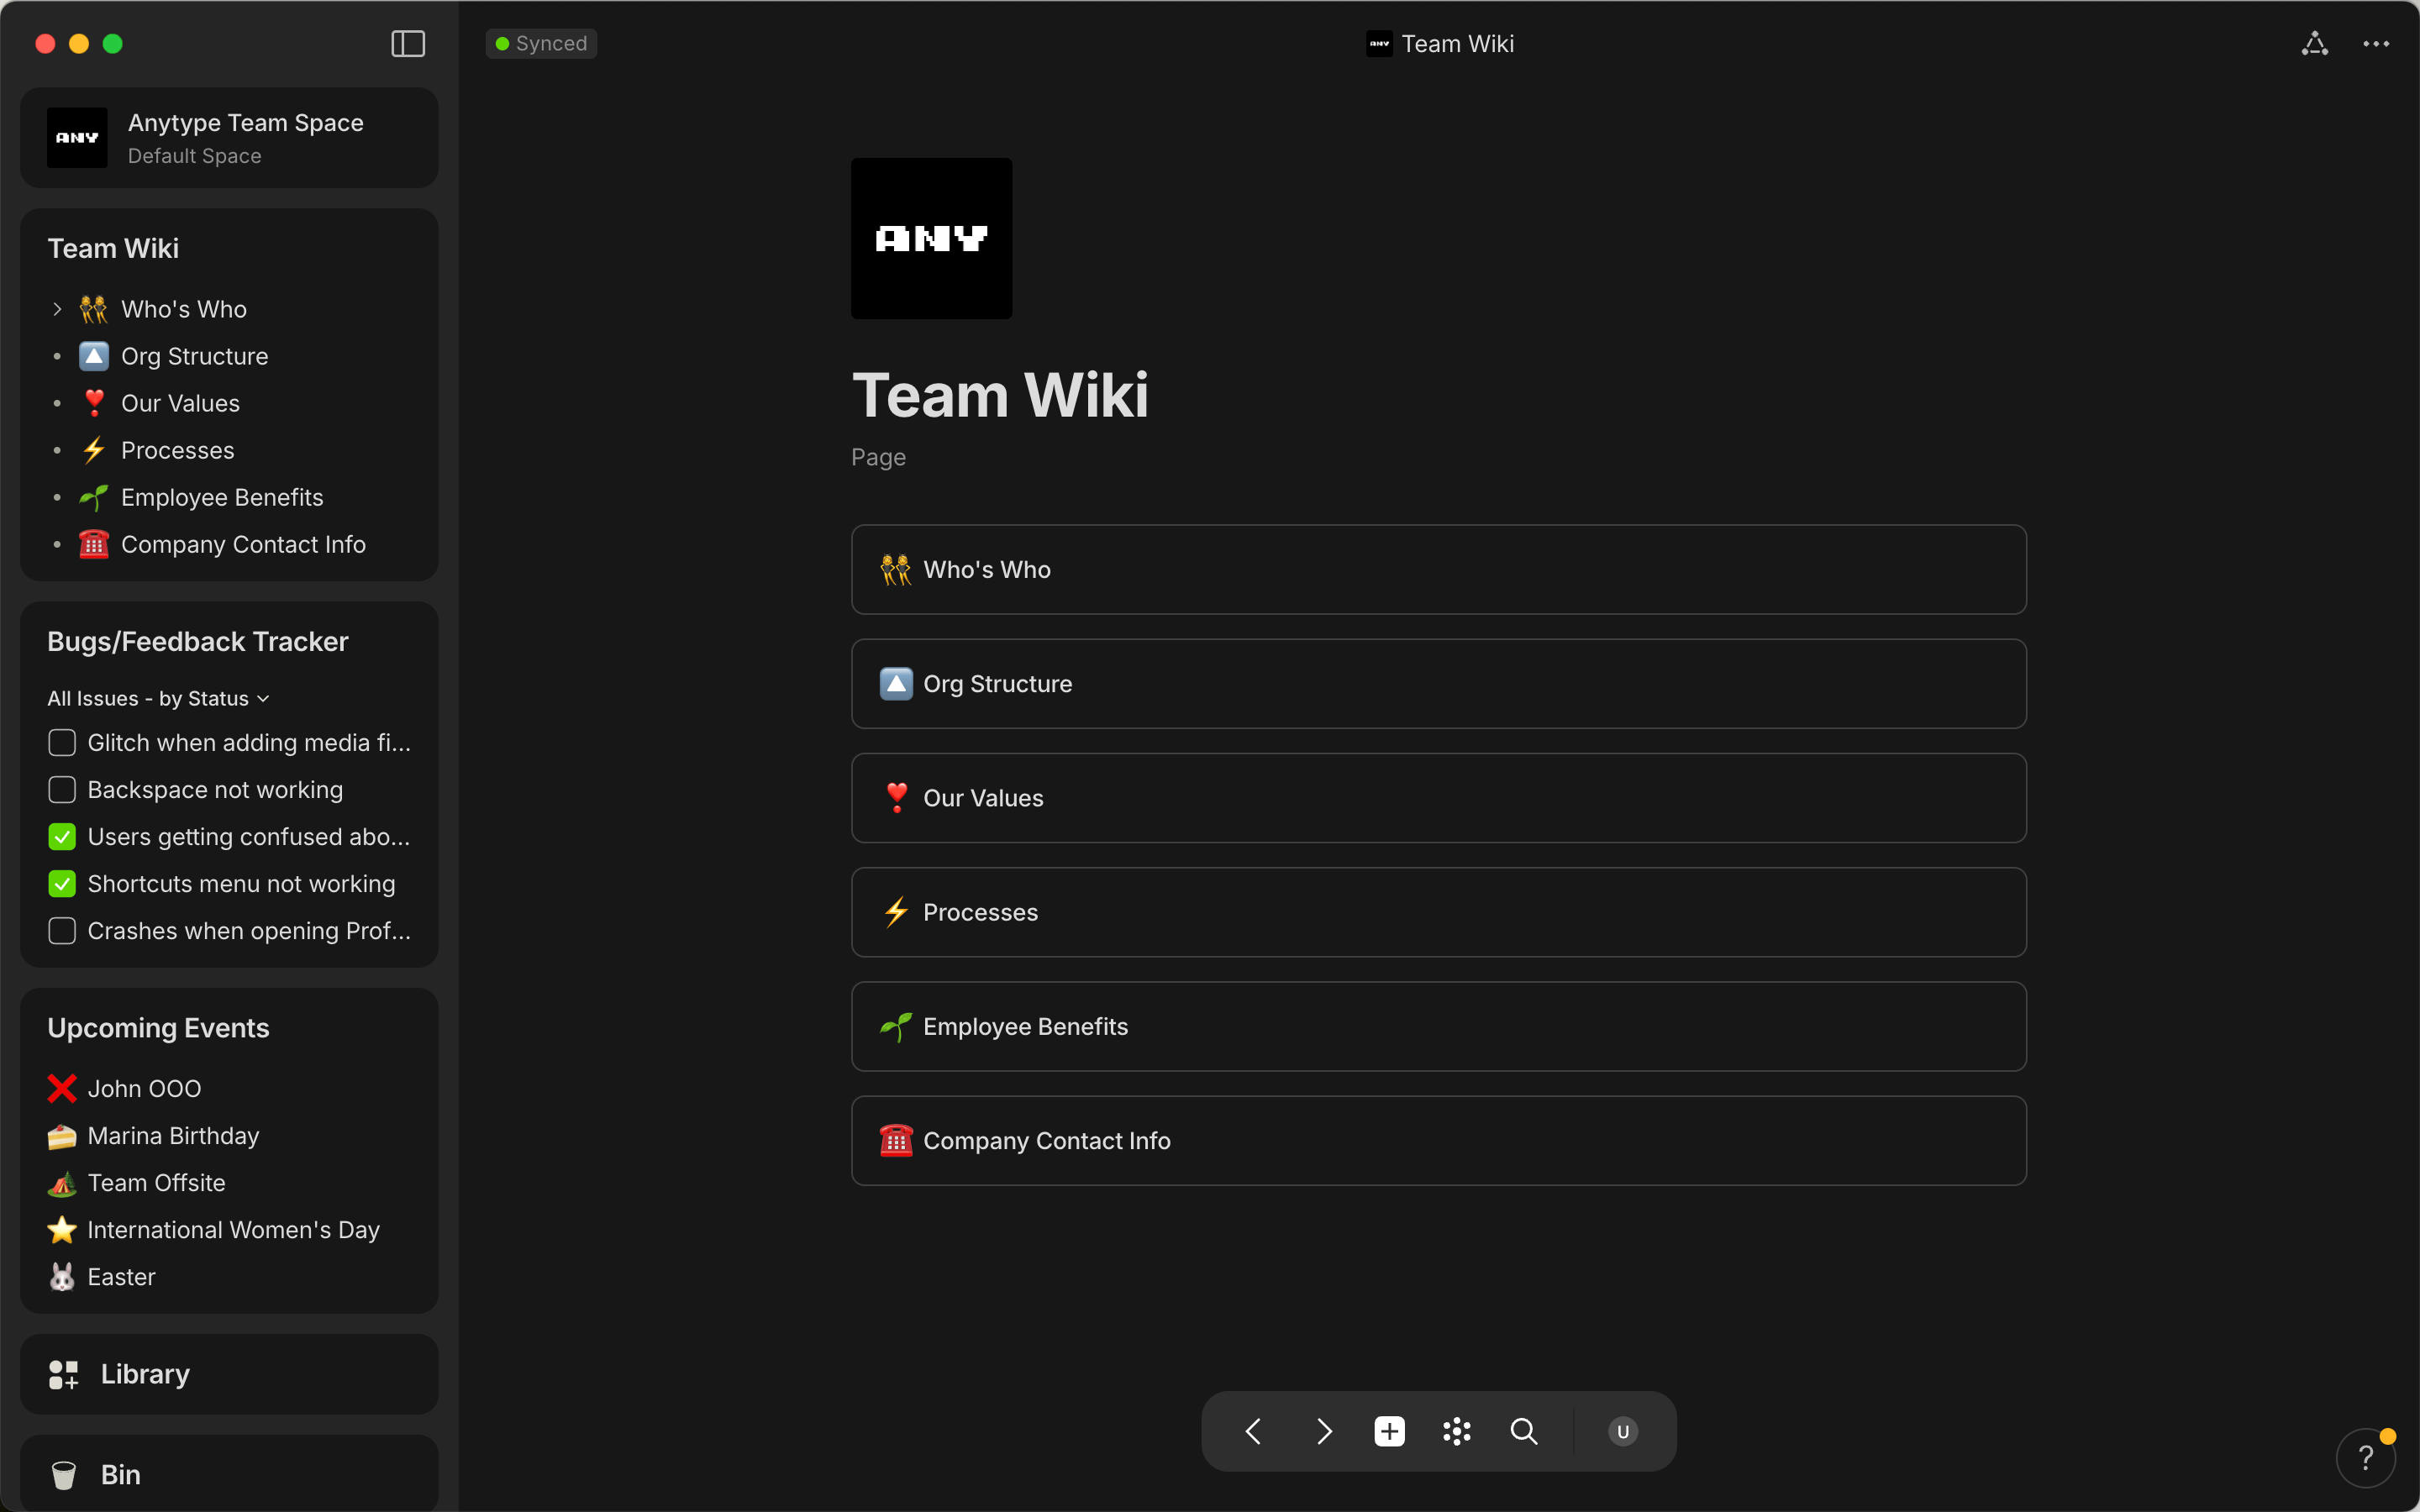 Synced
ANY Team Wiki
ANY
Anytype Team Space
Default Space
Team Wiki
Who's Who
Org Structure
Our Values
Processes
Employee Benefits
Company Contact Info
Bugs/Feedback Tracker
All Issues - by Status
Glitch when adding media fi...
Backspace not working
Users getting confused abo...
Shortcuts menu not working
Crashes when opening Prof...
Upcoming Events
John OOO
Marina Birthday
Team Offsite
International Women's Day
Easter
Library
Bin
ANY
Team Wiki
Page
Who's Who
Org Structure
Our Values
Processes
Employee Benefits
Company Contact Info
U
?